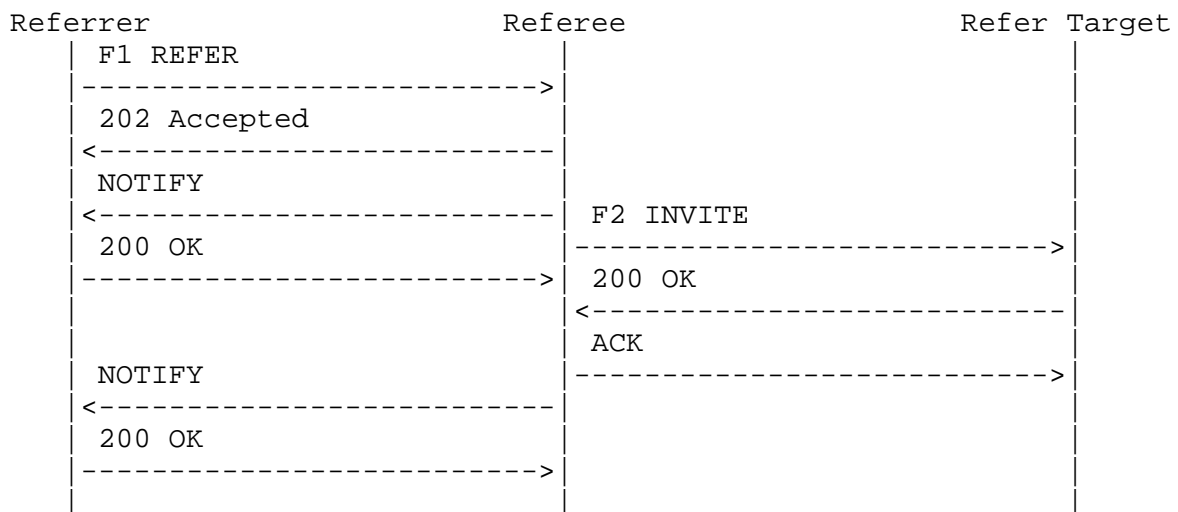 Referrer Referee Refer Target
F1 REFER
202 Accepted
NOTIFY
F2 INVITE
200 OK
200 OK
ACK
NOTIFY
200 OK